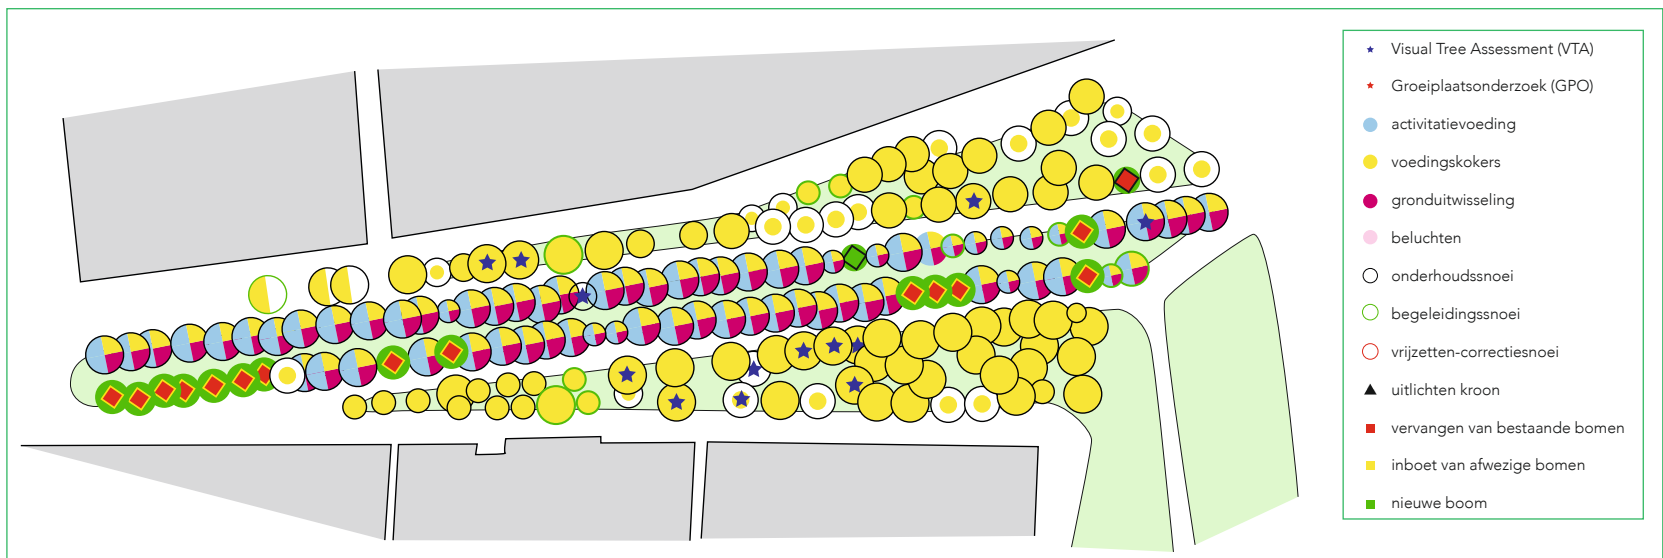 Visual Tree Assessment (VTA)
Groeiplaatsonderzoek (GPO)
activitatievoeding
voedingskokers
gronduitwisseling
beluchten
onderhoudssnoei
begeleidingssnoei
vrijzetten-correctiesnoei
uitlichten kroon
vervangen van bestaande bomen
inboet van afwezige bomen
nieuwe boom